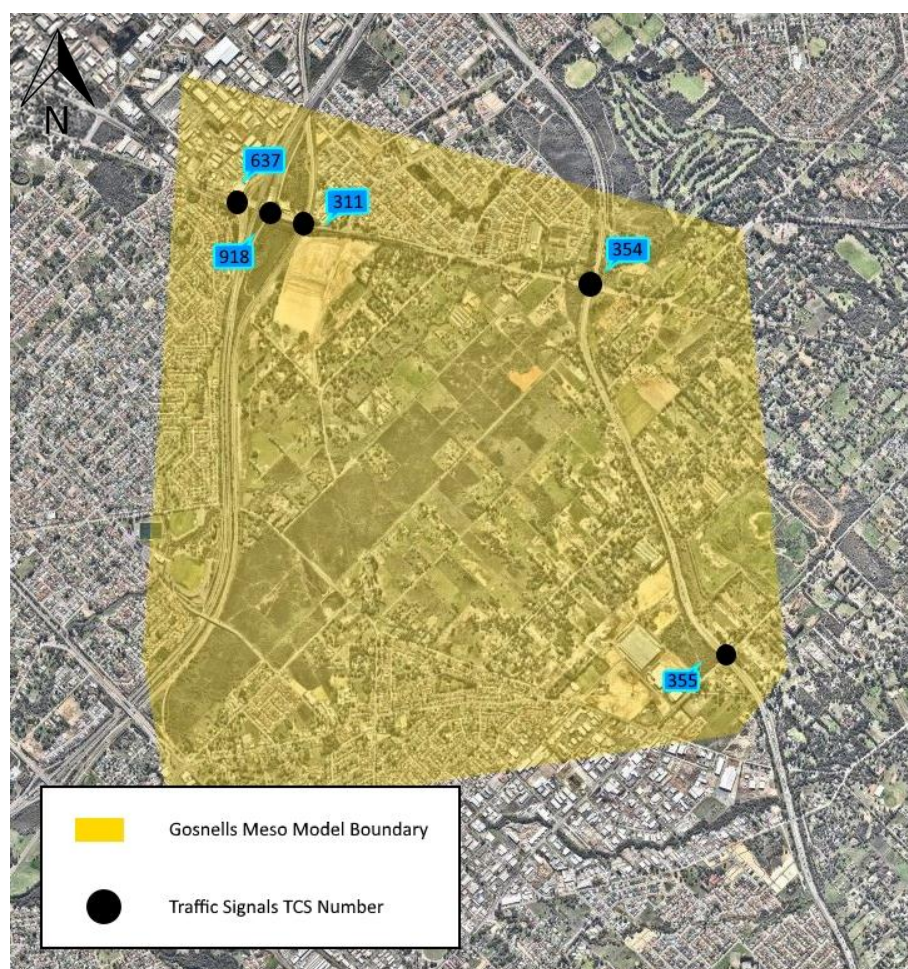 N
637
311
918
354
355
Gosnells Meso Model Boundary
Traffic Signals TCS Number